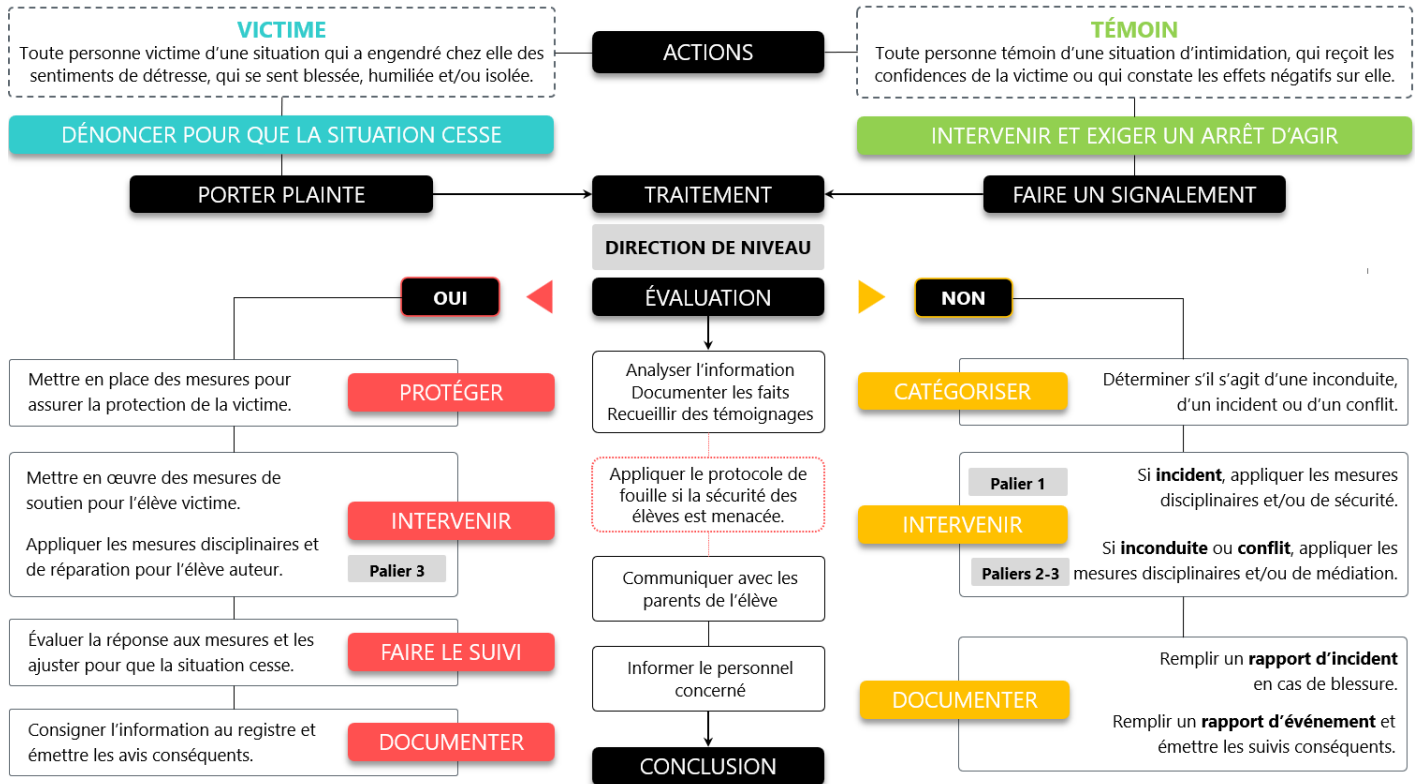 VICTIME
Toute personne victime d'une situation qui a engendré chez elle des
sentiments de détresse, qui se sent blessée, humiliée et/ou isolée.
ACTIONS
TÉMOIN
Toute personne témoin d'une situation d'intimidation, qui reçoit les
confidences de la victime ou qui constate les effets négatifs sur elle.
DÉNONCER POUR QUE LA SITUATION CESSE
INTERVENIR ET EXIGER UN ARRÊT D'AGIR
PORTER PLAINTE
TRAITEMENT
FAIRE UN SIGNALEMENT
DIRECTION DE NIVEAU
OUI
ÉVALUATION
NON
Mettre en place des mesures pour
assurer la protection de la victime.
PROTÉGER
Mettre en œuvre des mesures de
soutien pour l'élève victime.
INTERVENIR
Appliquer les mesures disciplinaires et
de réparation pour l'élève auteur.
Palier 3
Évaluer la réponse aux mesures et les
ajuster pour que la situation cesse.
FAIRE LE SUIVI
Consigner l'information au registre et
émettre les avis conséquents.
DOCUMENTER
Analyser l'information
Documenter les faits
Recueillir des témoignages
Appliquer le protocole de
fouille si la sécurité des
élèves est menacée.
Communiquer avec les
parents de l'élève
Informer le personnel
concerné
CONCLUSION
CATÉGORISER
Déterminer s'il s'agit d'une inconduite,
d'un incident ou d'un conflit.
Palier 1
Si incident, appliquer les mesures
disciplinaires et/ou de sécurité.
INTERVENIR
Si inconduite ou conflit, appliquer les
Paliers 2-3
mesures disciplinaires et/ou de médiation.
Remplir un rapport d'incident
en cas de blessure.
DOCUMENTER
Remplir un rapport d'événement et
émettre les suivis conséquents.